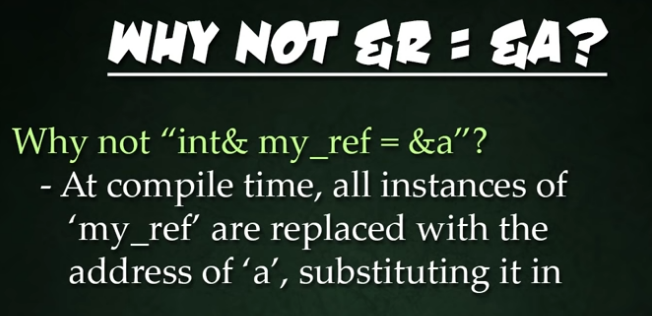 WHY NOT &R = &A?
Why not “int& my_ref = &a”?
- At compile time, all instances of
‘my_ref’ are replaced with the
address of ‘a’, substituting it in